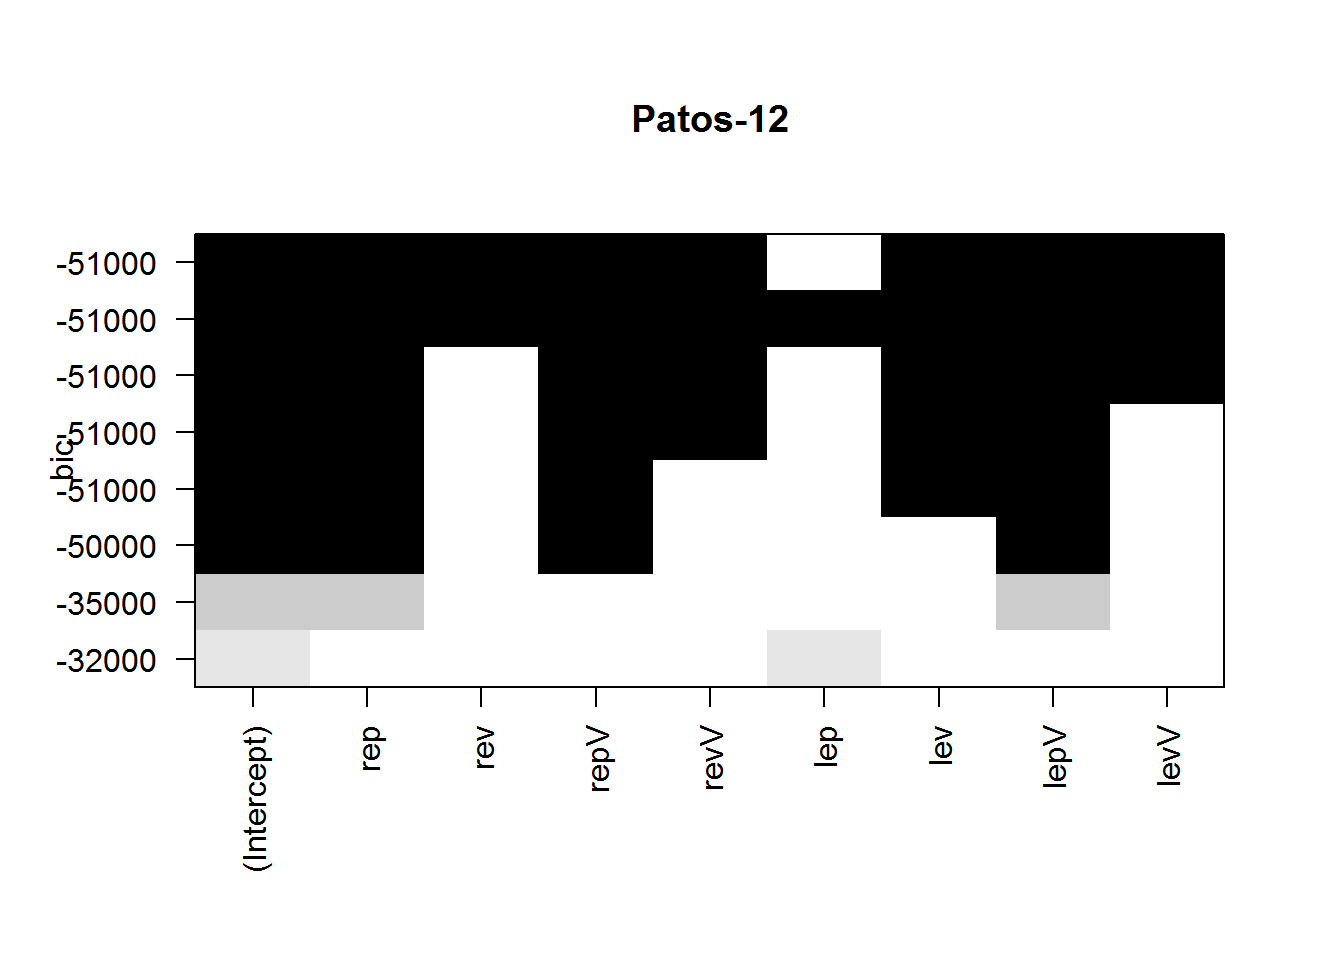 Patos-12
-51000
-51000
-51000
-51000
bic
-51000
-50000
-35000
-32000
(Intercept)
rep
rev
repV
revV
lep
lev
lepV
levV